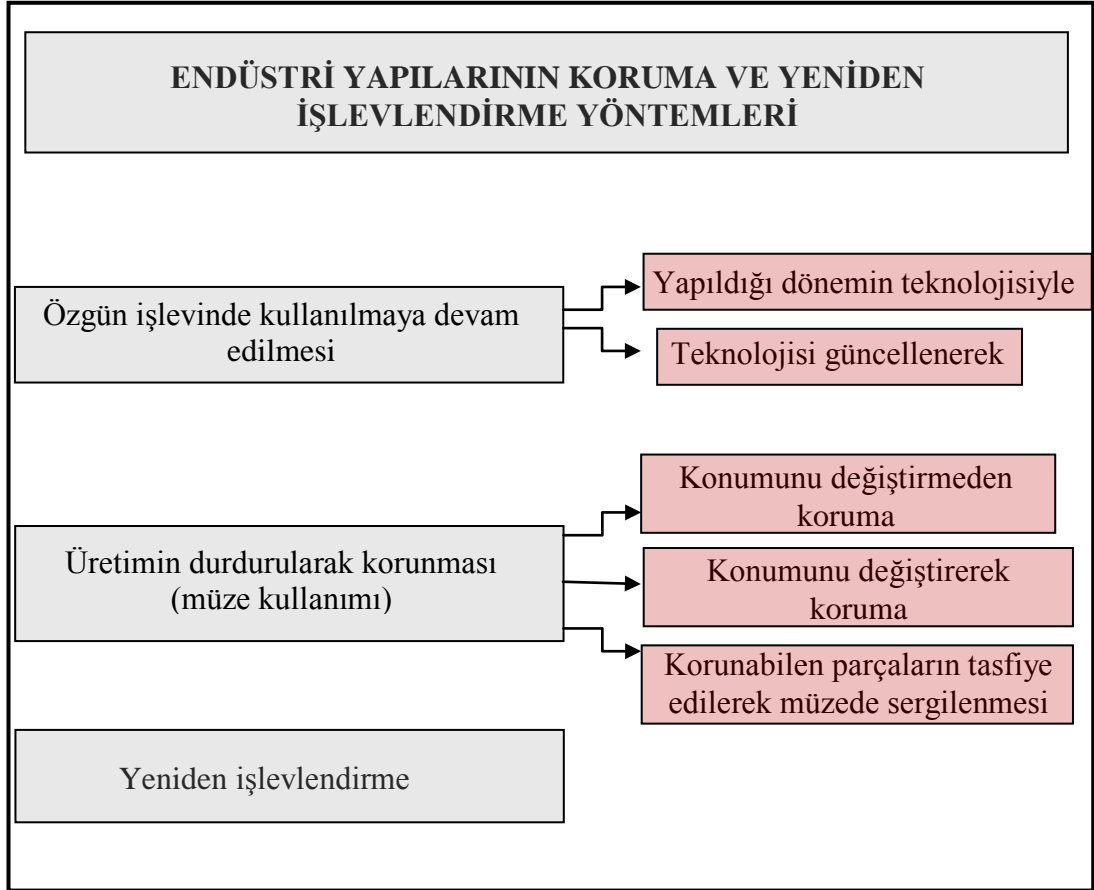 ENDÜSTRİ YAPILARININ KORUMA VE YENİDEN
İŞLEVLENDİRME YÖNTEMLERİ
Özgün işlevinde kullanılmaya devam
edilmesi
Yapıldığı dönemin teknolojisiyle
Teknolojisi güncellenerek
Üretimin durdurularak korunması
(müze kullanımı)
Konumunu değiştirmeden
koruma
Konumunu değiştirerek
koruma
Korunabilen parçaların tasfiye
edilerek müzede sergilenmesi
Yeniden işlevlendirme